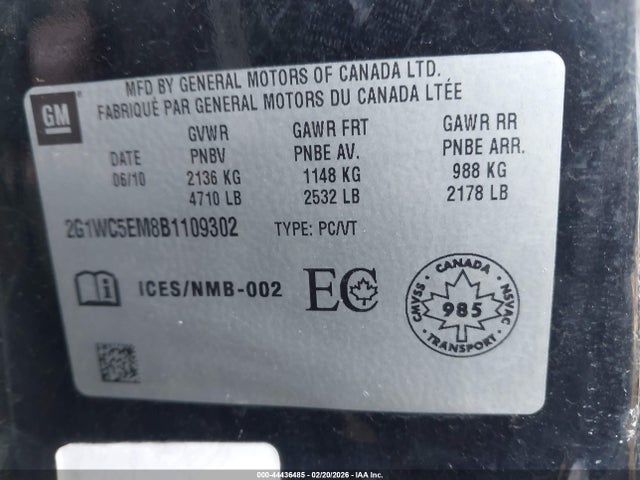 GM
MFD BY GENERAL MOTORS OF CANADA LTD.
FABRIQUÉ PAR GENERAL MOTORS DU CANADA LTÉE
GVWR GAWR FRT GAWR RR
DATE PNBV PNBE AV. PNBE ARR.
06/10 2136 KG 1148 KG 988 KG
4710 LB 2532 LB 2178 LB
2G1WC5EM8B1109302 TYPE: PC/VT
i ICES/NMB-002 EC
CANADA
CMVSS 985 NSVAC
TRANSPORT
000-44436485 - 02/20/2026 - IAA Inc.